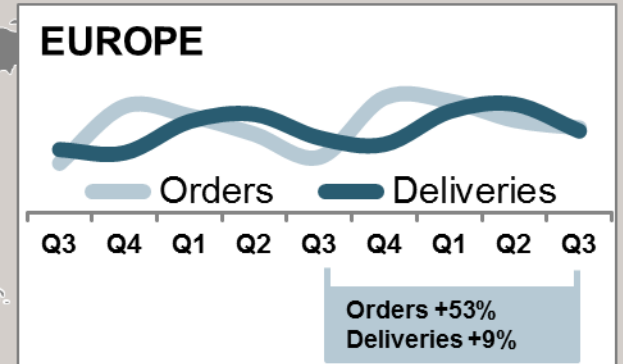 EUROPE
Orders Deliveries
Q3 Q4 Q1 Q2 Q3 Q4 Q1 Q2 Q3
Orders +53%
Deliveries +9%